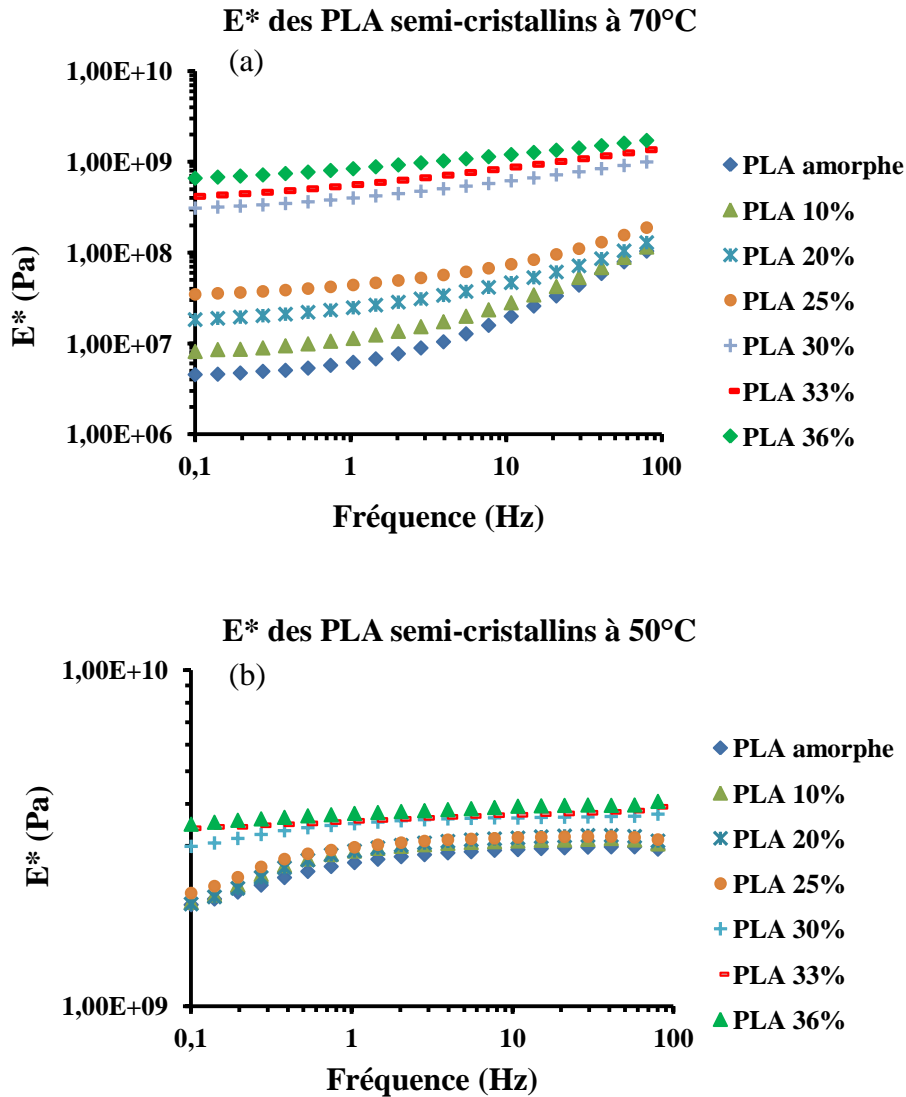 E* des PLA semi-cristallins à 70°C
(a)
1,00E+10
1,00E+09
1,00E+08
1,00E+07
1,00E+06
E* (Pa)
0,1 1 10 100
Fréquence (Hz)
PLA amorphe
PLA 10%
PLA 20%
PLA 25%
PLA 30%
PLA 33%
PLA 36%
E* des PLA semi-cristallins à 50°C
(b)
1,00E+10
1,00E+09
E* (Pa)
0,1 1 10 100
Fréquence (Hz)
PLA amorphe
PLA 10%
PLA 20%
PLA 25%
PLA 30%
PLA 33%
PLA 36%